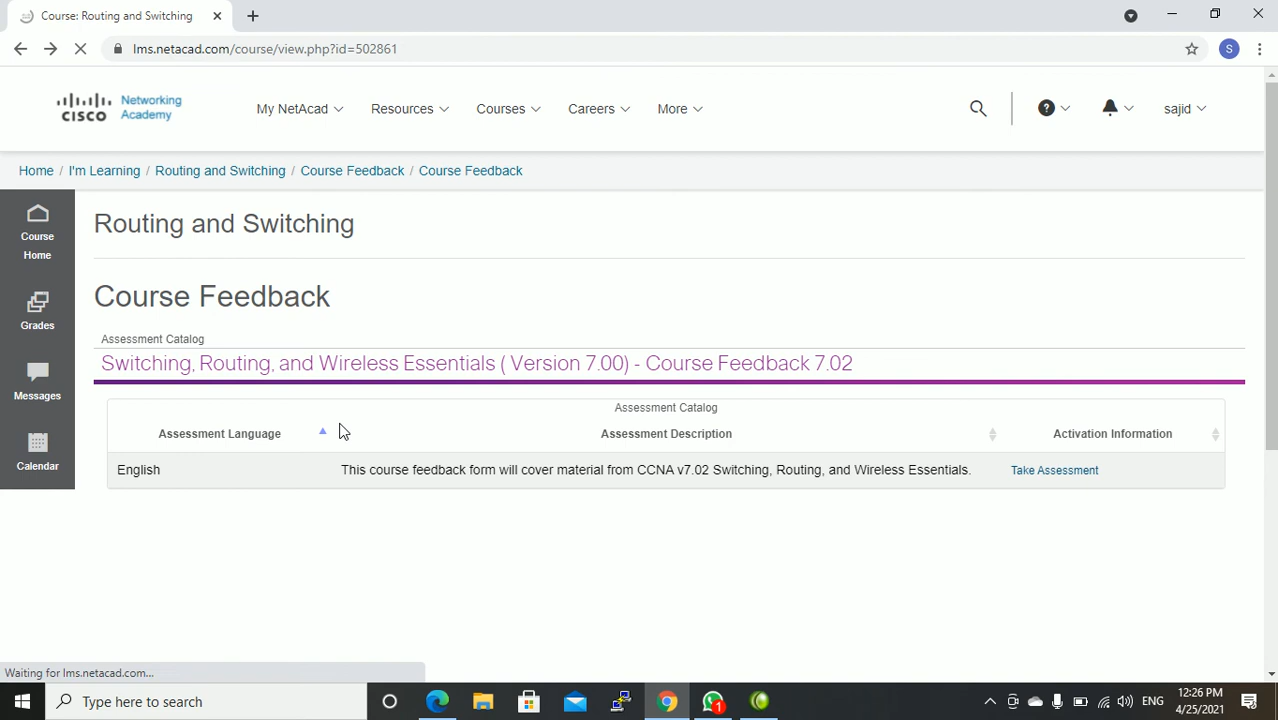 Course: Routing and Switching
lms.netacad.com/course/view.php?id=502861
S
cisco Networking Academy
My NetAcad
Resources
Courses
Careers
More
sajid
Home / I'm Learning / Routing and Switching / Course Feedback / Course Feedback
Course Home
Grades
Messages
Calendar
Routing and Switching
Course Feedback
Assessment Catalog
Switching, Routing, and Wireless Essentials ( Version 7.00) - Course Feedback 7.02
Assessment Catalog
Assessment Language Assessment Description Activation Information
English This course feedback form will cover material from CCNA v7.02 Switching, Routing, and Wireless Essentials. Take Assessment
Waiting for lms.netacad.com...
Type here to search
1
ENG
12:26 PM
4/25/2021